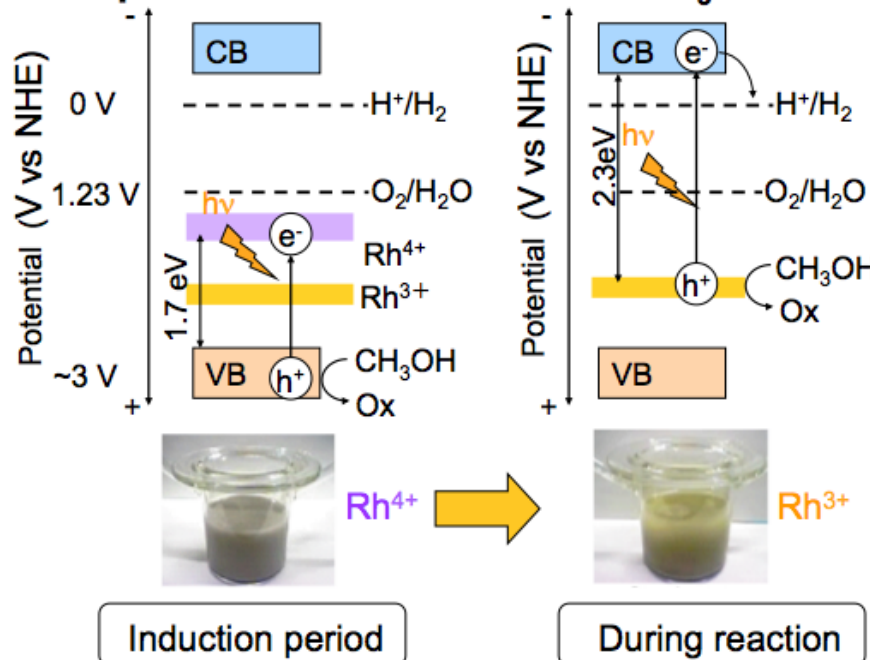 -
CB
0 V
H⁺/H₂
1.23 V
O₂/H₂O
hν
e⁻
Rh⁴⁺
Rh³⁺
1.7 eV
Potential (V vs NHE)
~3 V
VB
h⁺
CH₃OH
Ox
+
-
CB
e⁻
H⁺/H₂
hν
2.3eV
O₂/H₂O
Potential (V vs NHE)
h⁺
CH₃OH
Ox
VB
+
Rh⁴⁺
Rh³⁺
Induction period
During reaction